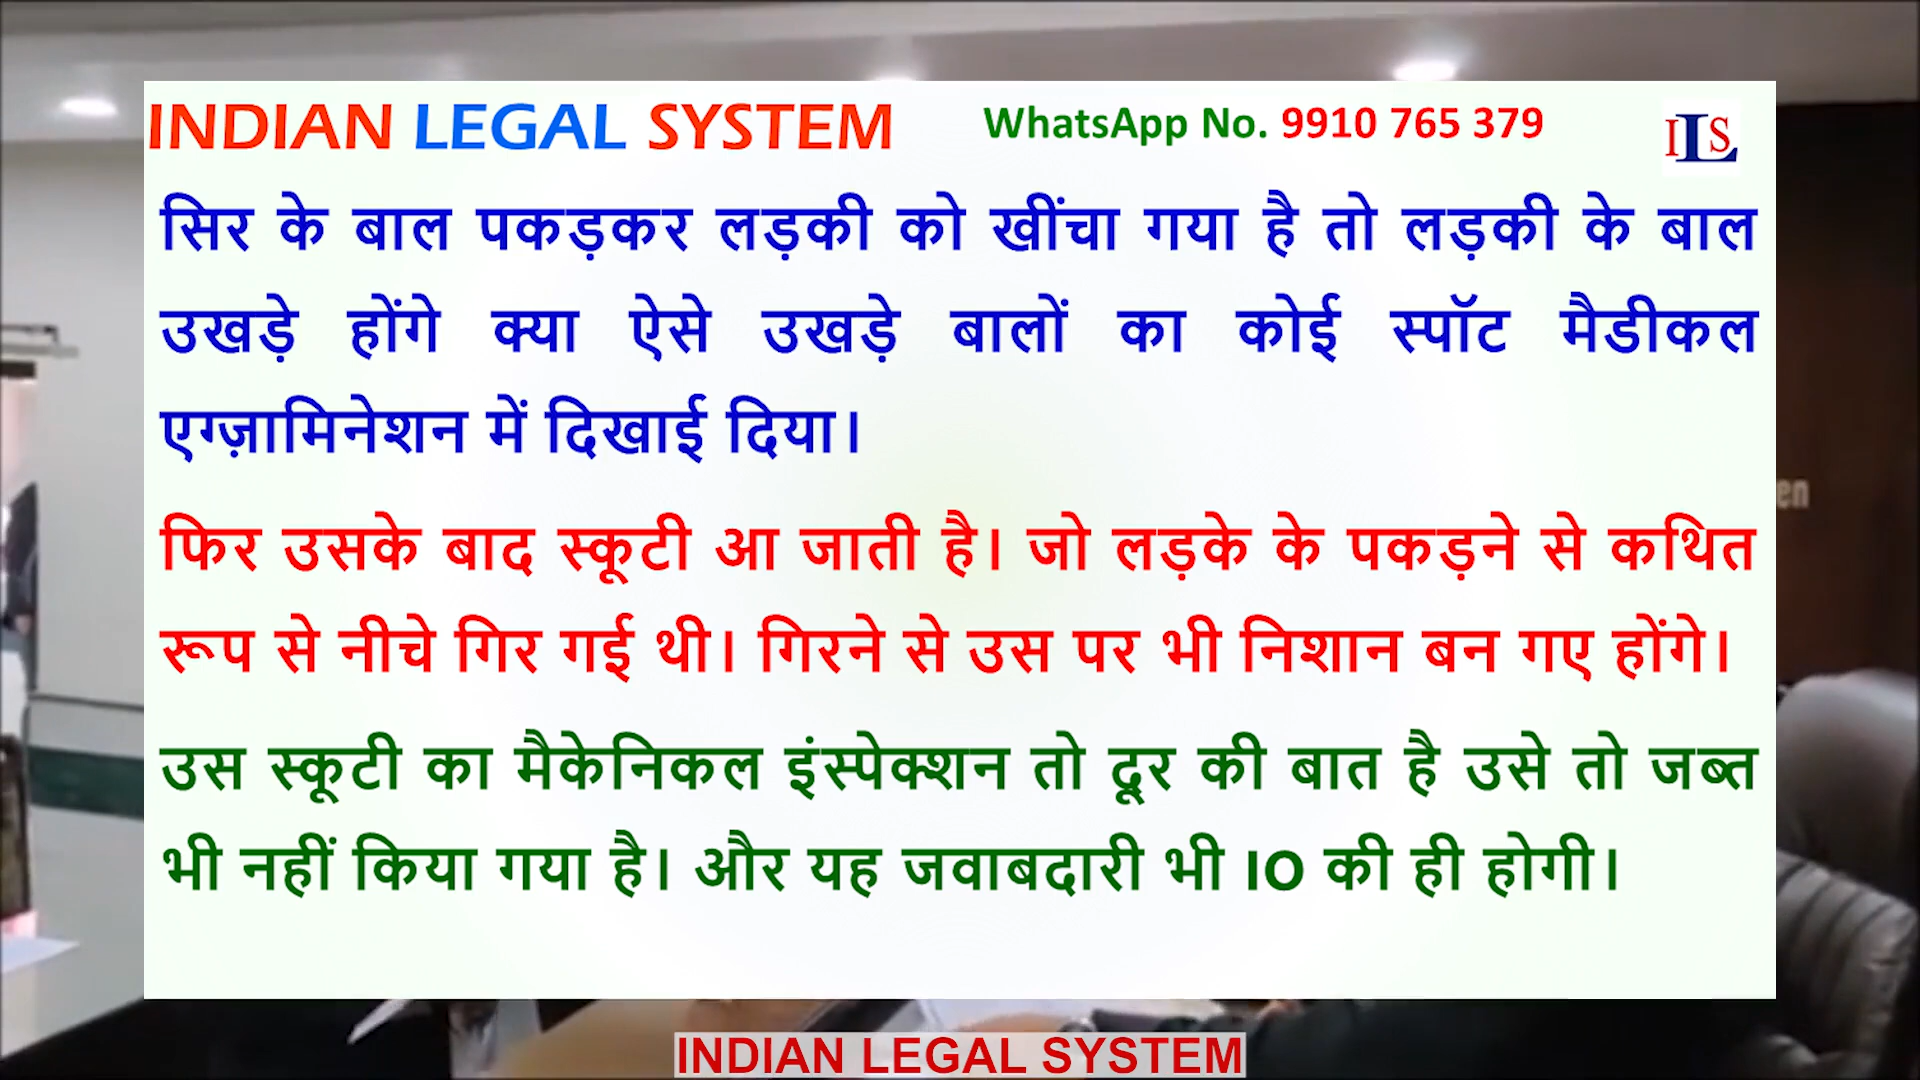 INDIAN LEGAL SYSTEM WhatsApp No. 9910 765 379 ILS
सिर के बाल पकड़कर लड़की को खींचा गया है तो लड़की के बाल
उखड़े होंगे क्या ऐसे उखड़े बालों का कोई स्पॉट मैडीकल
एग्ज़ामिनेशन में दिखाई दिया।
फिर उसके बाद स्कूटी आ जाती है। जो लड़के के पकड़ने से कथित
रूप से नीचे गिर गई थी। गिरने से उस पर भी निशान बन गए होंगे।
en
उस स्कूटी का मैकेनिकल इंस्पेक्शन तो दूर की बात है उसे तो जब्त
भी नहीं किया गया है। और यह जवाबदारी भी IO की ही होगी।
INDIAN LEGAL SYSTEM